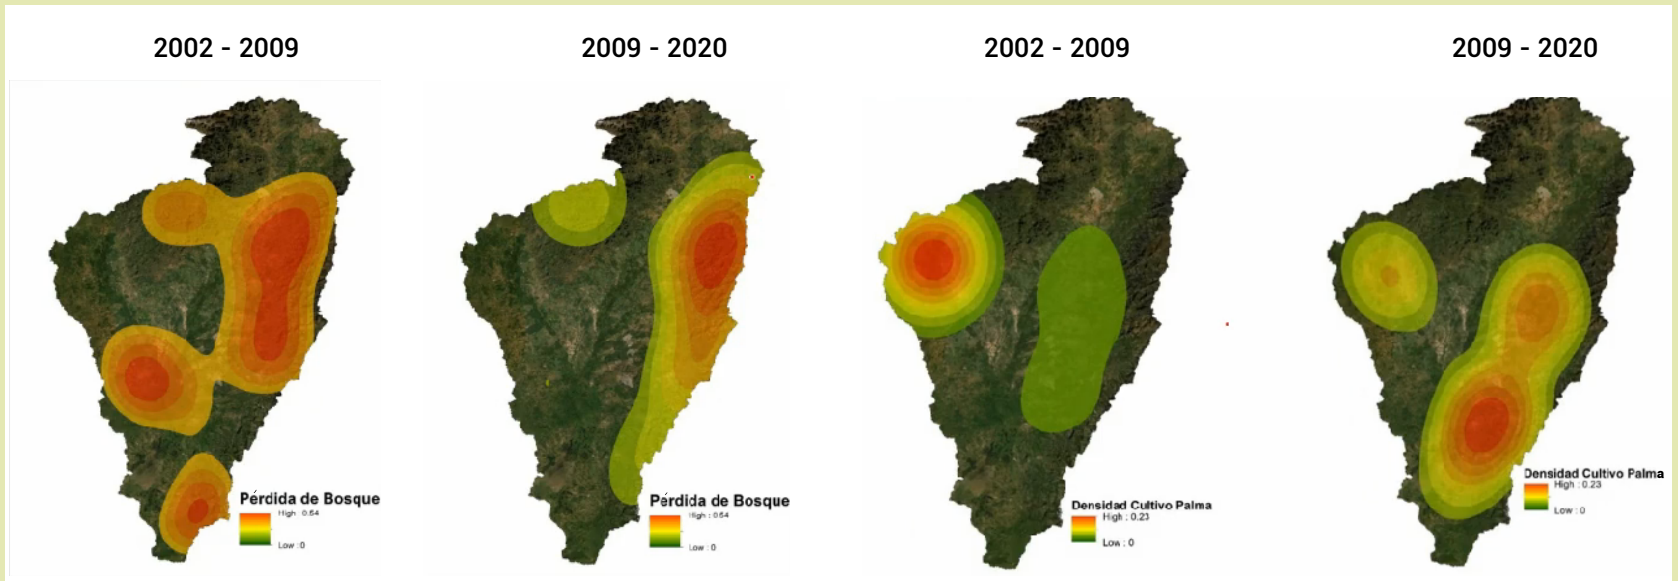 2002 - 2009
2009 - 2020
2002 - 2009
2009 - 2020
Pérdida de Bosque
High : 0.54
Low : 0
Pérdida de Bosque
High : 0.54
Low : 0
Densidad Cultivo Palma
High : 0.23
Low : 0
Densidad Cultivo Palma
High : 0.23
Low : 0